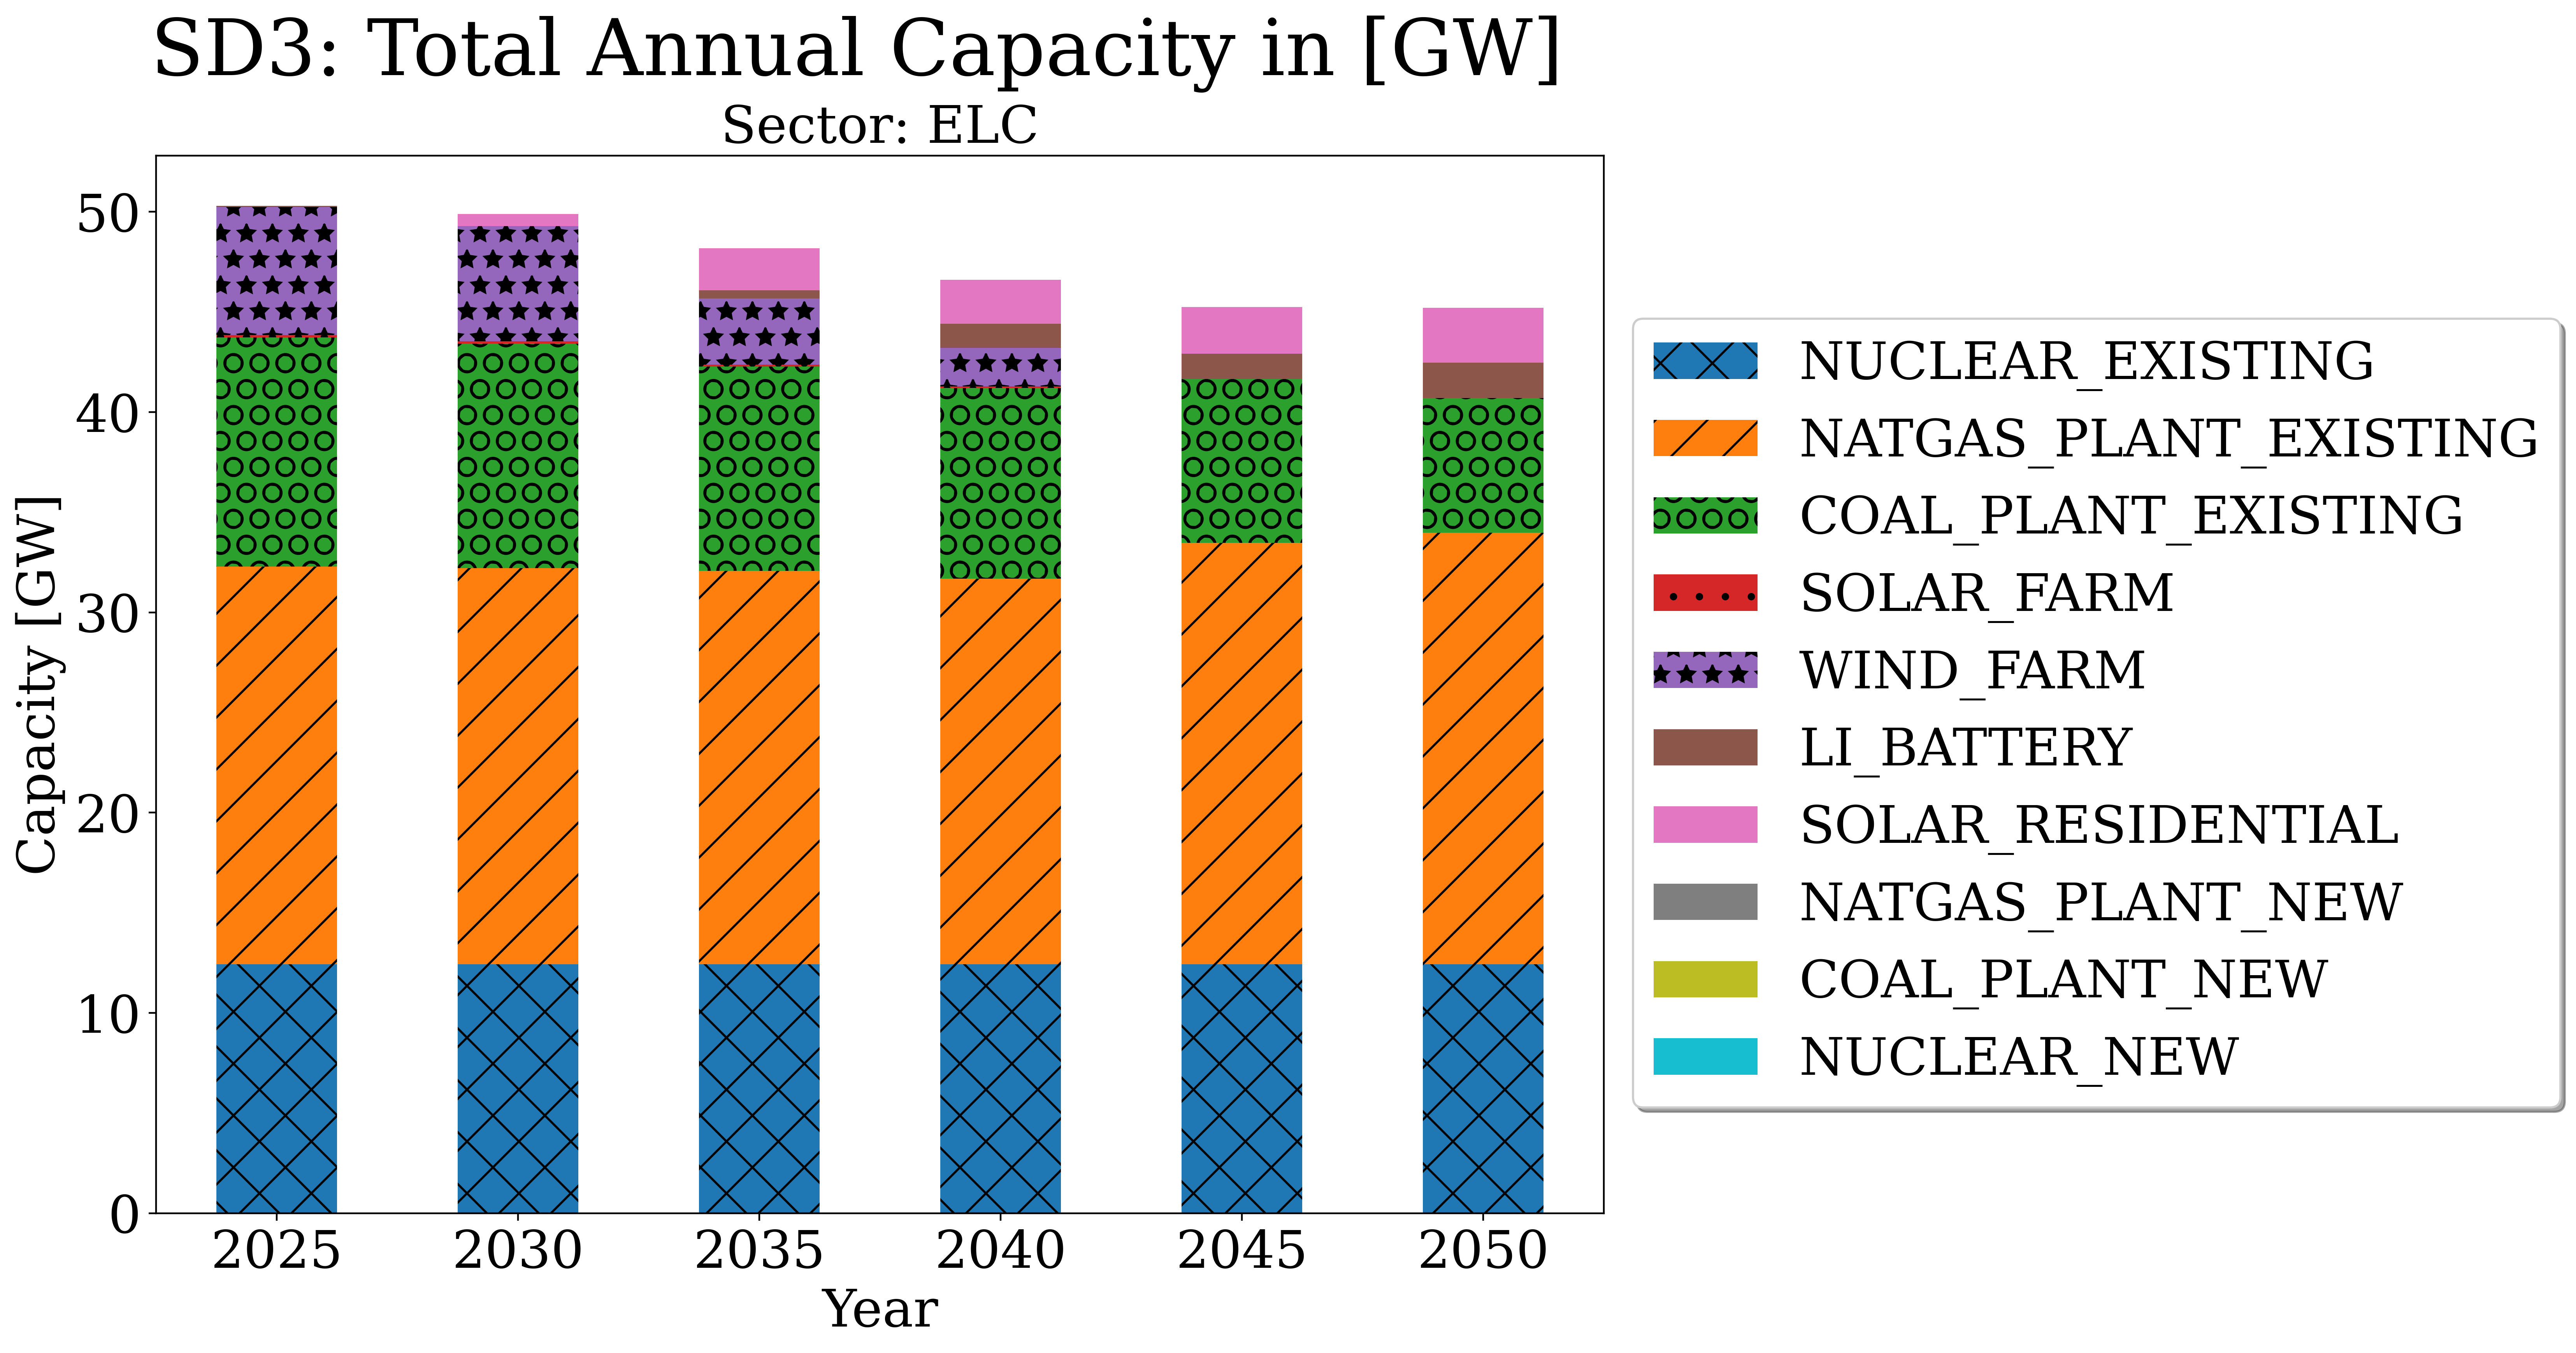 SD3: Total Annual Capacity in [GW]
Sector: ELC
Capacity [GW]
50
40
30
20
10
0
2025 2030 2035 2040 2045 2050
Year
NUCLEAR_EXISTING
NATGAS_PLANT_EXISTING
COAL_PLANT_EXISTING
SOLAR_FARM
WIND_FARM
LI_BATTERY
SOLAR_RESIDENTIAL
NATGAS_PLANT_NEW
COAL_PLANT_NEW
NUCLEAR_NEW